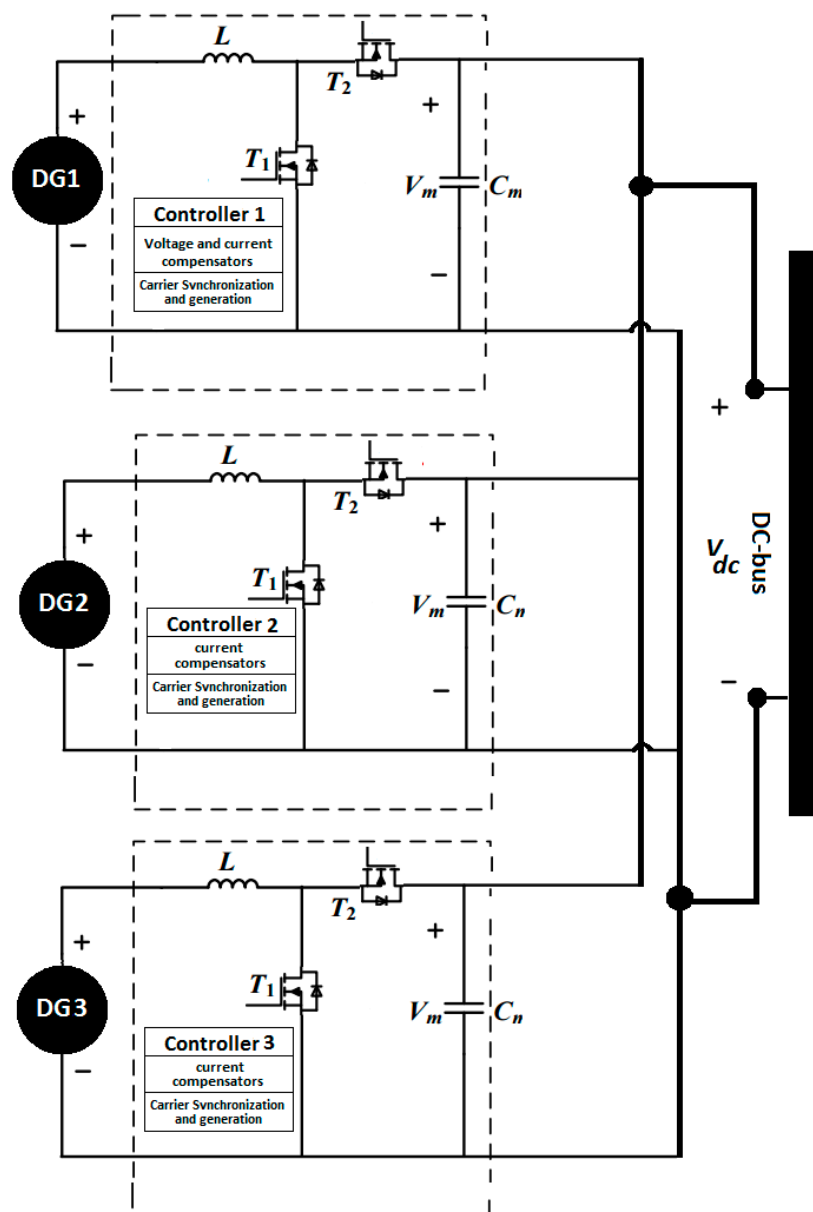 L
T2
+
+
T1
DG1
Vm
Cm
Controller 1
Voltage and current
compensators
Carrier Svnchronization
and generation
−
−
+
Vdc
DC-bus
−
L
T2
+
+
T1
DG2
Vm
Cn
Controller 2
current
compensators
Carrier Svnchronization
and generation
−
−
L
T2
+
+
T1
DG3
Vm
Cn
Controller 3
current
compensators
Carrier Svnchronization
and generation
−